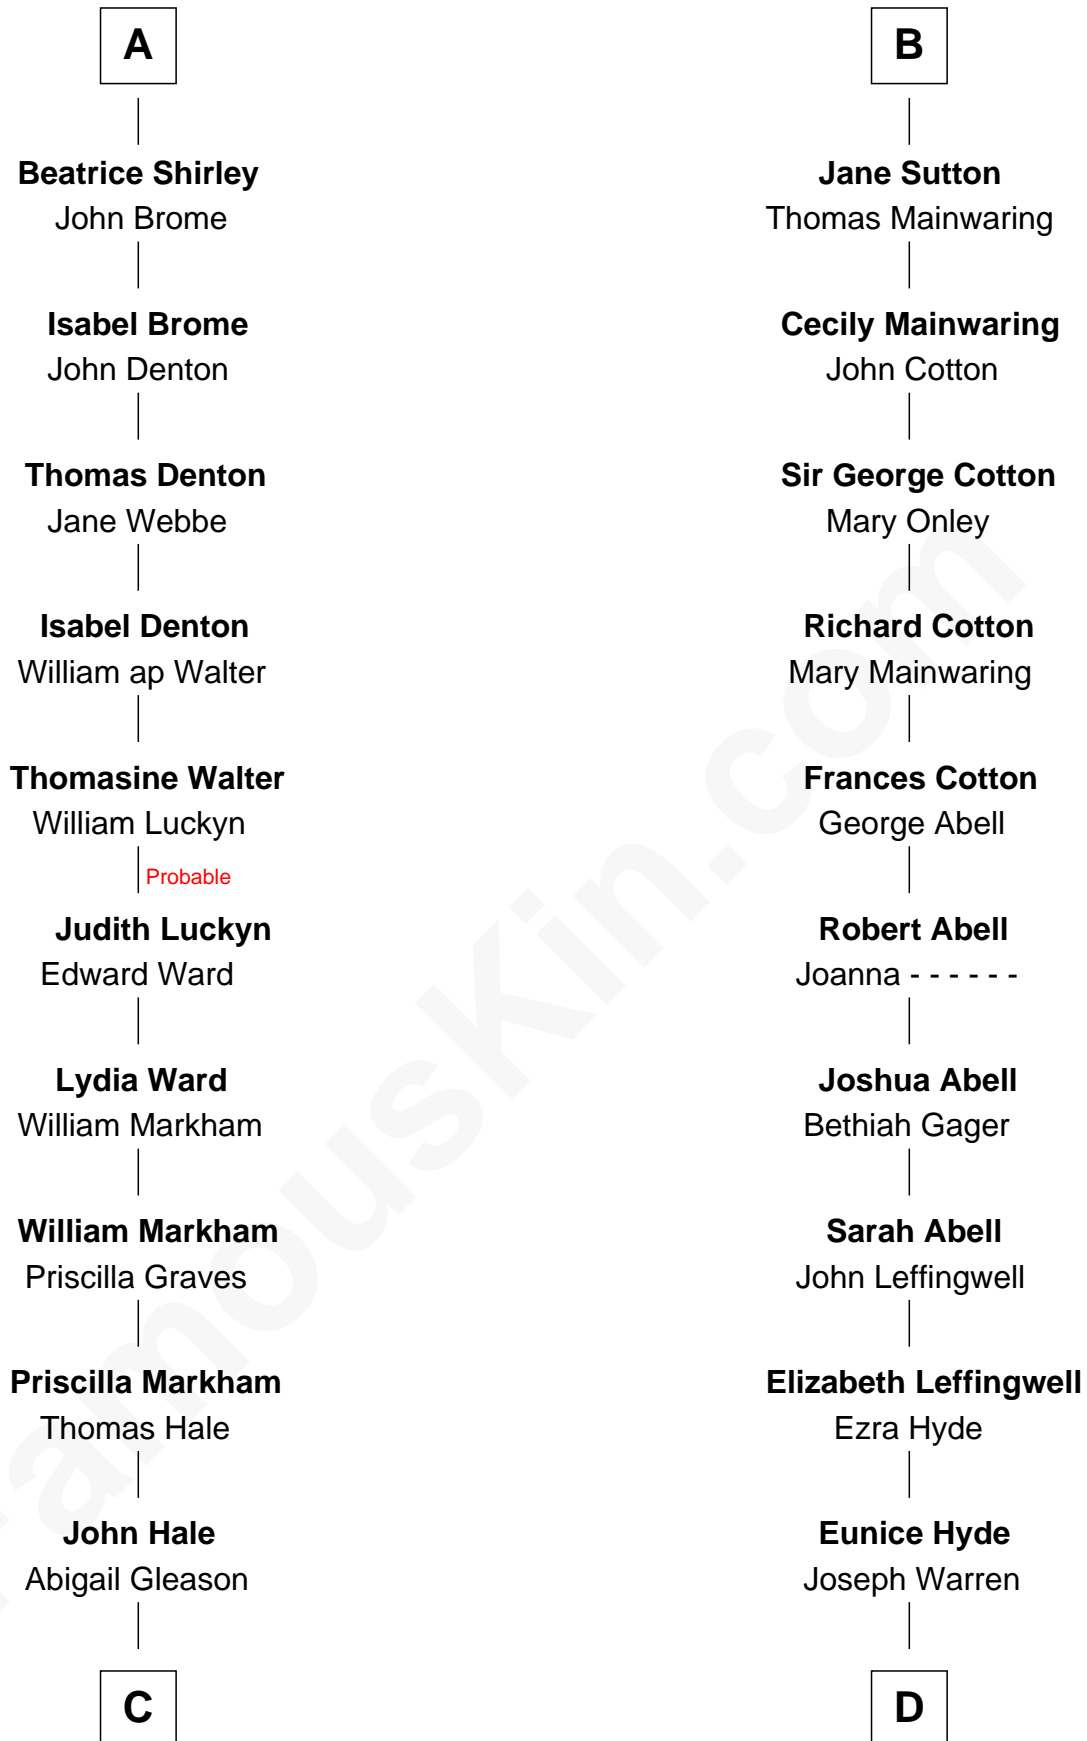 A
Beatrice Shirley
John Brome
Isabel Brome
John Denton
Thomas Denton
Jane Webbe
Isabel Denton
William ap Walter
Thomasine Walter
William Luckyn
Probable
Judith Luckyn
Edward Ward
Lydia Ward
William Markham
William Markham
Priscilla Graves
Priscilla Markham
Thomas Hale
John Hale
Abigail Gleason
C
B
Jane Sutton
Thomas Mainwaring
Cecily Mainwaring
John Cotton
Sir George Cotton
Mary Onley
Richard Cotton
Mary Mainwaring
Frances Cotton
George Abell
Robert Abell
Joanna - - - - - -
Joshua Abell
Bethiah Gager
Sarah Abell
John Leffingwell
Elizabeth Leffingwell
Ezra Hyde
Eunice Hyde
Joseph Warren
D
FamousKin.com